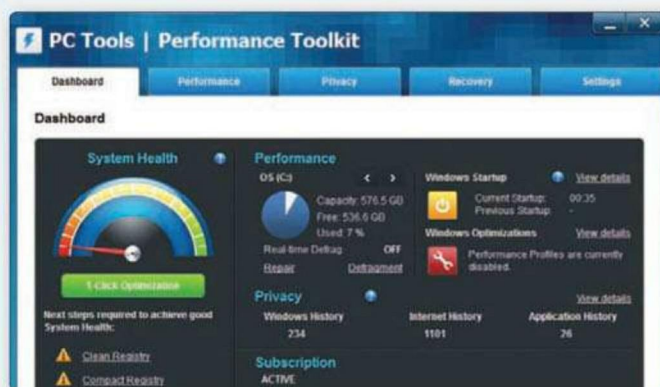 PC Tools | Performance Toolkit
Dashboard Performance Privacy Recovery Settings
Dashboard
System Health
1-Click Optimization
Next steps required to achieve good
System Health:
Clean Registry
Compact Registry
Performance
OS (C:)
Capacity: 576.5 GB
Free: 536.6 GB
Used: 7 %
Real-time Defrag OFF
Repair Defragment
Windows Startup View details
Current Startup: 00:35
Previous Startup: -
Windows Optimizations View details
Performance Profiles are currently
disabled.
Privacy View details
Windows History Internet History Application History
234 1101 26
Subscription
ACTIVE